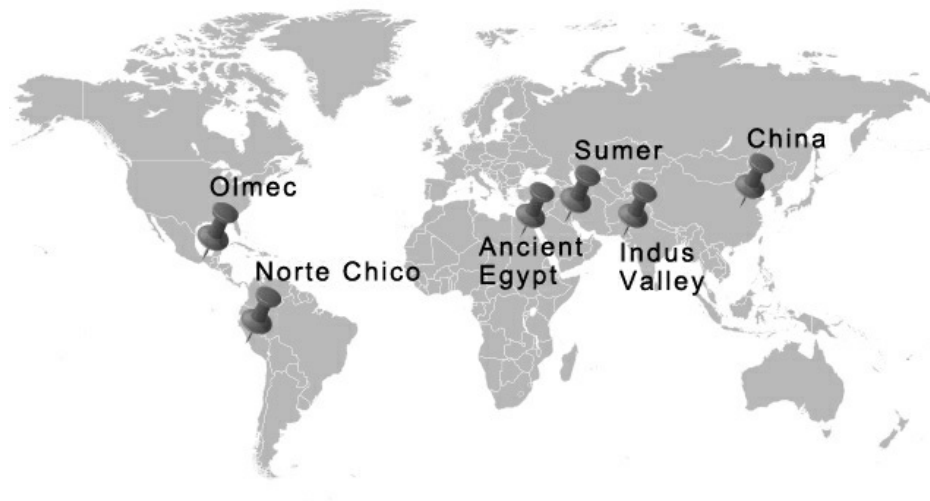 China
Sumer
Olmec
Ancient
Egypt
Indus
Valley
Norte Chico